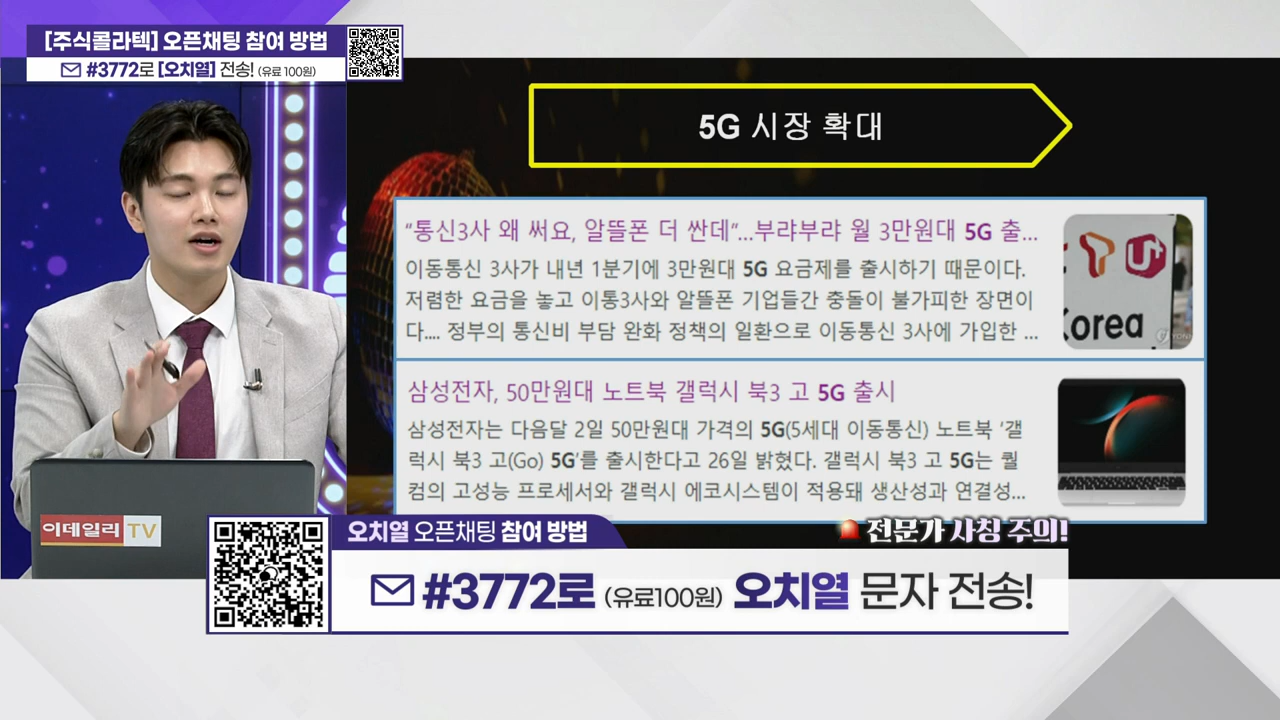 [주식콜라텍] 오픈채팅 참여 방법
#3772로 [오치열] 전송! (유료 100원)
5G 시장 확대
“통신3사 왜 써요, 알뜰폰 더 싼데”...부랴부랴 월 3만원대 5G 출...
이동통신 3사가 내년 1분기에 3만원대 5G 요금제를 출시하기 때문이다.
저렴한 요금을 놓고 이통3사와 알뜰폰 기업들간 충돌이 불가피한 장면이
다.... 정부의 통신비 부담 완화 정책의 일환으로 이동통신 3사에 가입한 ...
U+
Korea
삼성전자, 50만원대 노트북 갤럭시 북3 고 5G 출시
삼성전자는 다음달 2일 50만원대 가격의 5G(5세대 이동통신) 노트북 ‘갤
럭시 북3 고(Go) 5G’를 출시한다고 26일 밝혔다. 갤럭시 북3 고 5G는 퀄
컴의 고성능 프로세서와 갤럭시 에코시스템이 적용돼 생산성과 연결성...
이데일리 TV
오치열 오픈채팅 참여 방법
전문가 사칭 주의!
#3772로 (유료100원) 오치열 문자 전송!